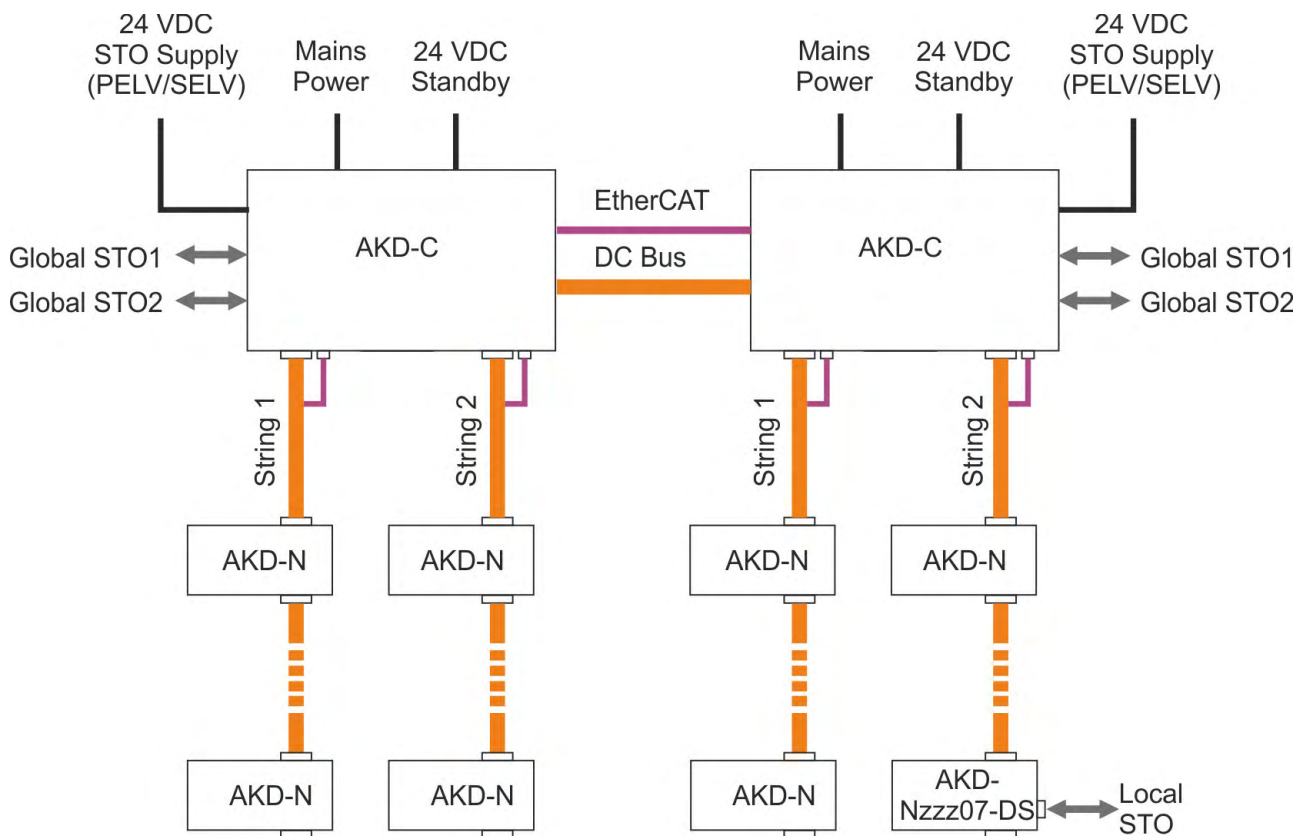 24 VDC
STO Supply
(PELV/SELV)
Mains
Power
24 VDC
Standby
Mains
Power
24 VDC
Standby
24 VDC
STO Supply
(PELV/SELV)
EtherCAT
AKD-C
DC Bus
AKD-C
Global STO1
Global STO2
Global STO1
Global STO2
String 1
String 2
String 1
String 2
AKD-N
AKD-N
AKD-N
AKD-N
AKD-N
AKD-N
AKD-N
AKD-
Nzzz07-DS
Local
STO